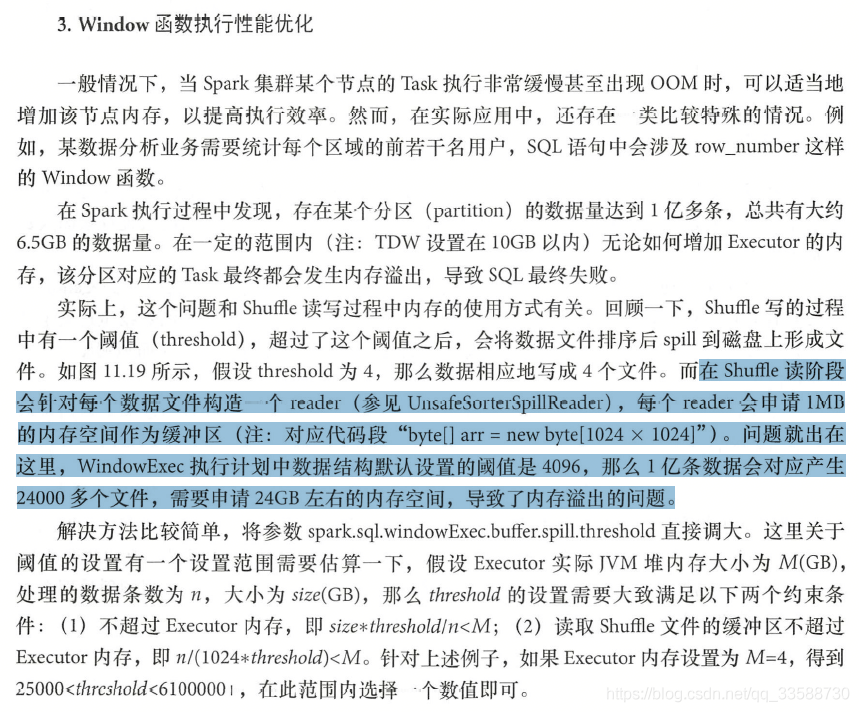 3. Window 函数执行性能优化
一般情况下，当 Spark 集群某个节点的 Task 执行非常缓慢甚至出现 OOM 时，可以适当地
增加该节点内存，以提高执行效率。然而，在实际应用中，还存在 类比较特殊的情况。例
如，某数据分析业务需要统计每个区域的前若干名用户，SQL 语句中会涉及 row_number 这样
的 Window 函数。
在 Spark 执行过程中发现，存在某个分区（partition）的数据量达到 1 亿多条，总共有大约
6.5GB 的数据量。在一定的范围内（注：TDW 设置在 10GB 以内）无论如何增加 Executor 的内
存，该分区对应的 Task 最终都会发生内存溢出，导致 SQL 最终失败。
实际上，这个问题和 Shuffle 读写过程中内存的使用方式有关。回顾一下，Shuffle 写的过程
中有一个阈值（threshold），超过了这个阈值之后，会将数据文件排序后 spill 到磁盘上形成文
件。如图 11.19 所示，假设 threshold 为 4，那么数据相应地写成 4 个文件。而在 Shuffle 读阶段
会针对每个数据文件构造一个 reader（参见 UnsafeSorterSpillReader），每个 reader 会申请 1MB
的内存空间作为缓冲区（注：对应代码段“byte[] arr = new byte[1024 × 1024]”）。问题就出在
这里，WindowExec 执行计划中数据结构默认设置的阈值是 4096，那么 1 亿条数据会对应产生
24000 多个文件，需要申请 24GB 左右的内存空间，导致了内存溢出的问题。
解决方法比较简单，将参数 spark.sql.windowExec.buffer.spill.threshold 直接调大。这里关于
阈值的设置有一个设置范围需要估算一下，假设 Executor 实际 JVM 堆内存大小为 M(GB)，
处理的数据条数为 n，大小为 size(GB)，那么 threshold 的设置需要大致满足以下两个约束条
件：（1）不超过 Executor 内存，即 size*threshold/n<M；（2）读取 Shuffle 文件的缓冲区不超过
Executor 内存，即 n/(1024*threshold)<M。针对上述例子，如果 Executor 内存设置为 M=4，得到
25000<threshold<6100000，在此范围内选择 个数值即可。
https://blog.csdn.net/qq_33588730